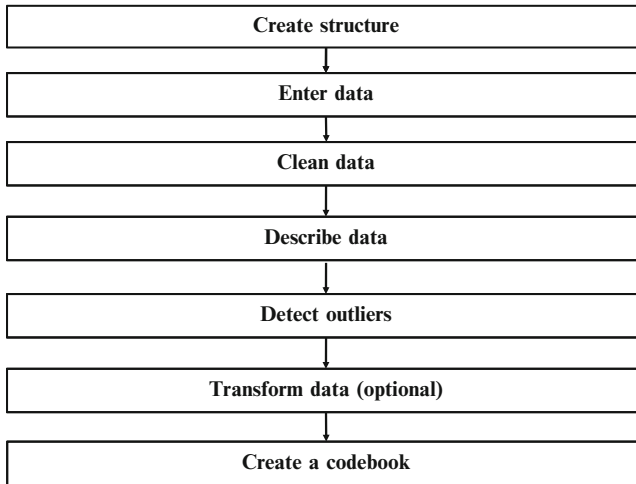 Create structure
Enter data
Clean data
Describe data
Detect outliers
Transform data (optional)
Create a codebook